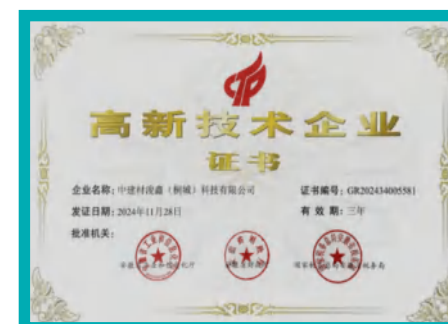 高新技术企业
证书
企业名称：中建材浚鑫（桐城）科技有限公司
证书编号：GR202434005581
发证日期：2024年11月28日
有 效 期：三年
批准机关：